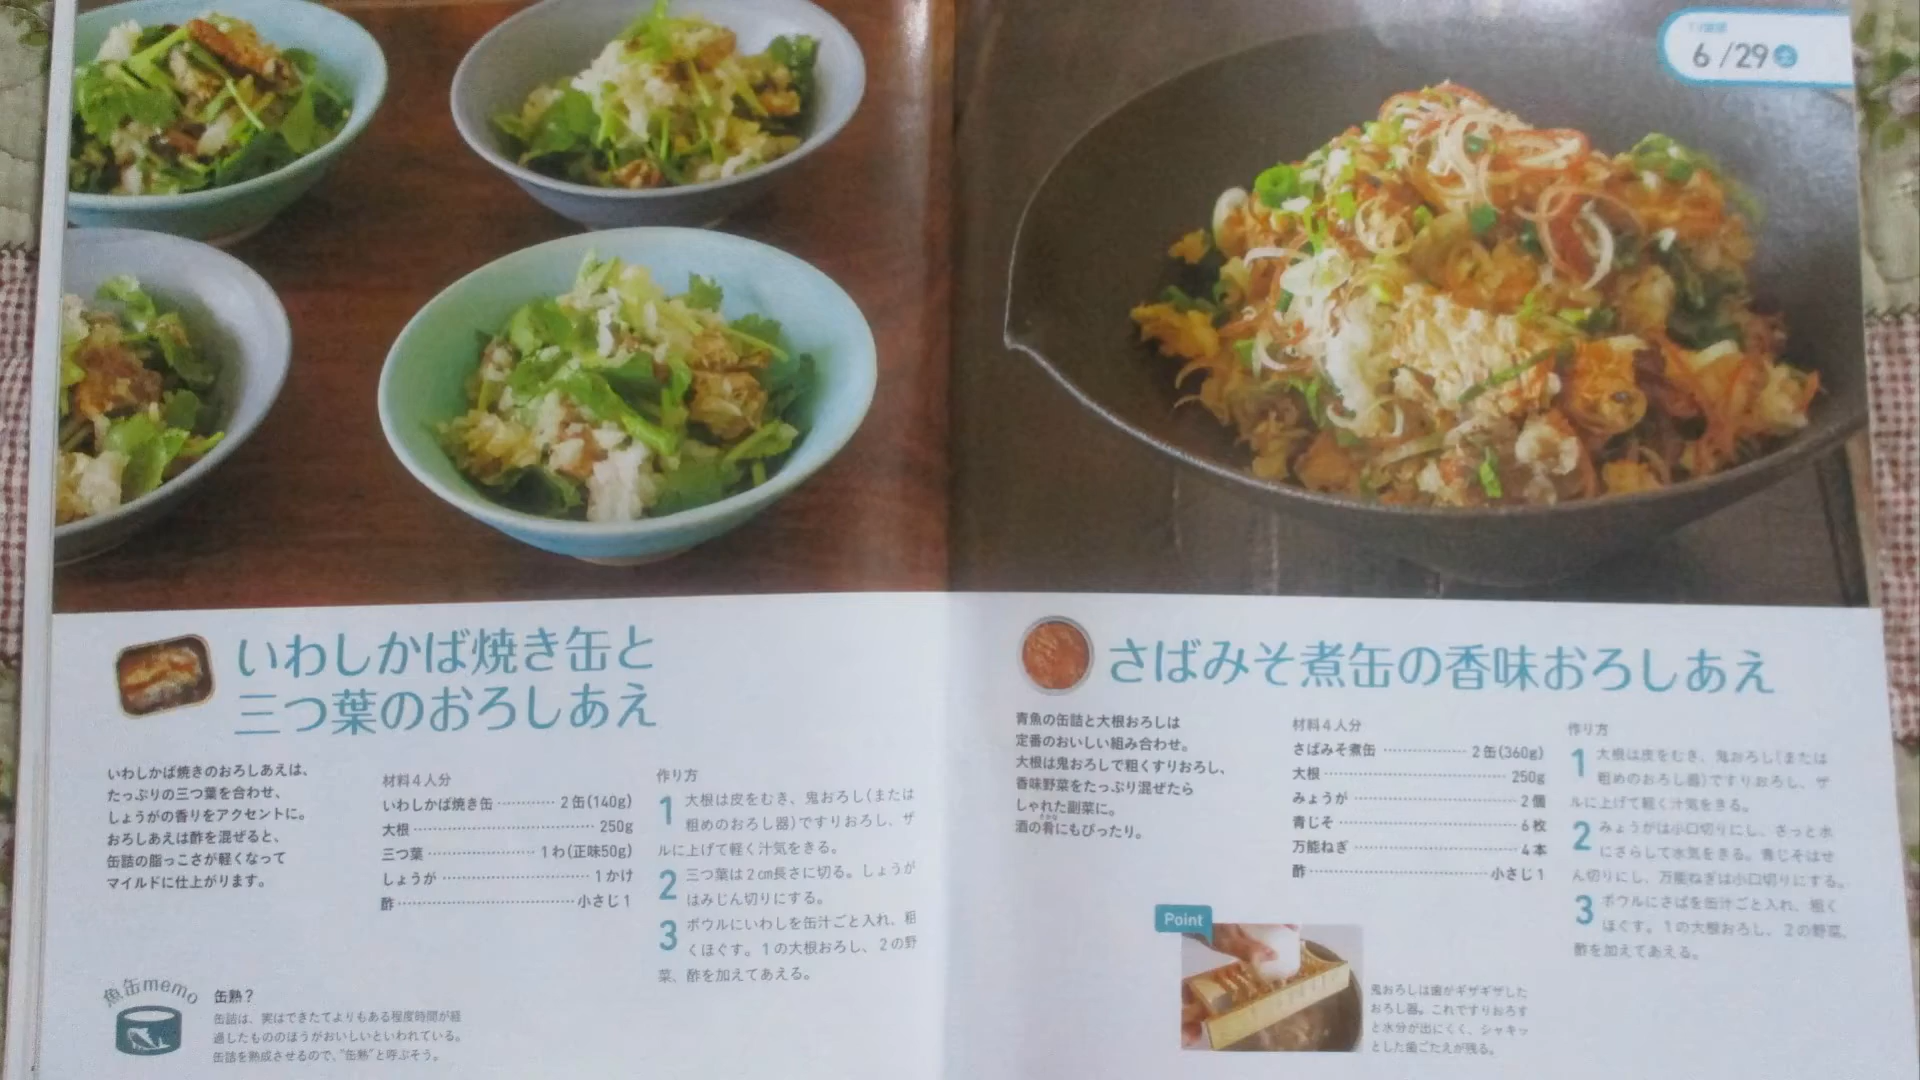 いわしかば焼き缶と
三つ葉のおろしあえ
いわしかば焼きのおろしあえは、
たっぷりの三つ葉を合わせ、
しょうがの香りをアクセントに。
おろしあえは酢を混ぜると、
缶詰の脂っこさが軽くなって
マイルドに仕上がります。
材料4人分
いわしかば焼き缶 ………… 2缶(140g)
大根 ………… 250g
三つ葉 ………… 1わ(正味50g)
しょうが ………… 1かけ
酢 ………… 小さじ1
作り方
1 大根は皮をむき、鬼おろし(または
粗めのおろし器)ですりおろし、ザ
ルに上げて軽く汁気をきる。
2 三つ葉は2cm長さに切る。しょうが
はみじん切りにする。
3 ボウルにいわしを缶汁ごと入れ、粗
くほぐす。1の大根おろし、2の野
菜、酢を加えてあえる。
魚缶memo
缶熟?
缶詰は、実はできたてよりもある程度時間が経
過したもののほうがおいしいといわれている。
缶詰を熟成させるので、"缶熟"と呼ぶそう。
6/29 土
さばみそ煮缶の香味おろしあえ
青魚の缶詰と大根おろしは
定番のおいしい組み合わせ。
大根は鬼おろしで粗くすりおろし、
香味野菜をたっぷり混ぜたら
しゃれた副菜に。
酒の肴にもぴったり。
材料4人分
さばみそ煮缶 ………… 2缶(360g)
大根 ………… 250g
みょうが ………… 2個
青じそ ………… 6枚
万能ねぎ ………… 4本
酢 ………… 小さじ1
作り方
1 大根は皮をむき、鬼おろし(または
粗めのおろし器)ですりおろし、ザ
ルに上げて軽く汁気をきる。
2 みょうがは小口切りにし、さっと水
にさらして水気をきる。青じそはせ
ん切りにし、万能ねぎは小口切りにする。
3 ボウルにさばを缶汁ごと入れ、粗く
ほぐす。1の大根おろし、2の野菜、
酢を加えてあえる。
Point
鬼おろしは歯がギザギザした
おろし器。これですりおろす
と水分が出にくく、シャキッ
とした歯ごたえが残る。